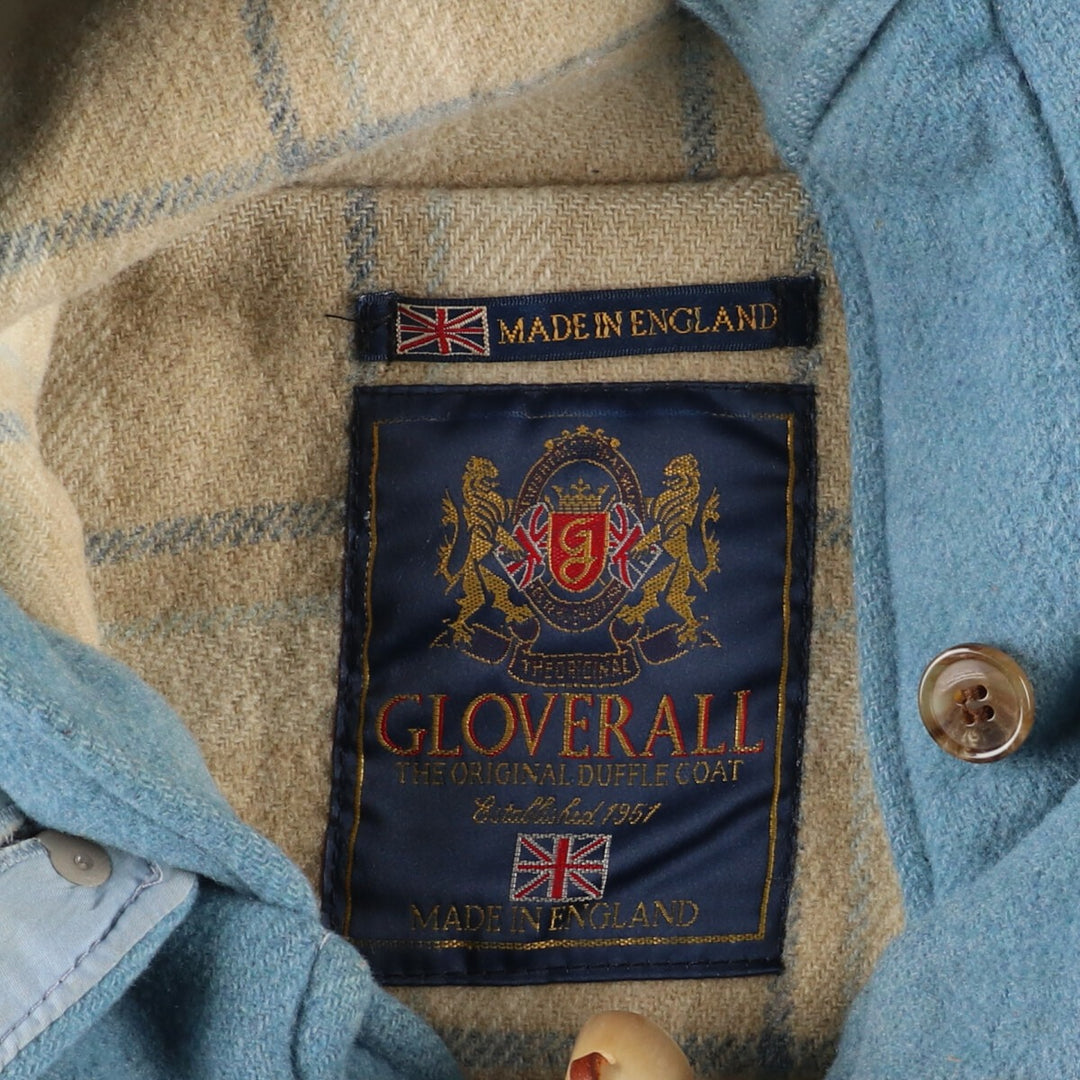 MADE IN ENGLAND
g
THE ORIGINAL
GLOVERALL
THE ORIGINAL DUFFLE COAT
Established 1951
MADE IN ENGLAND